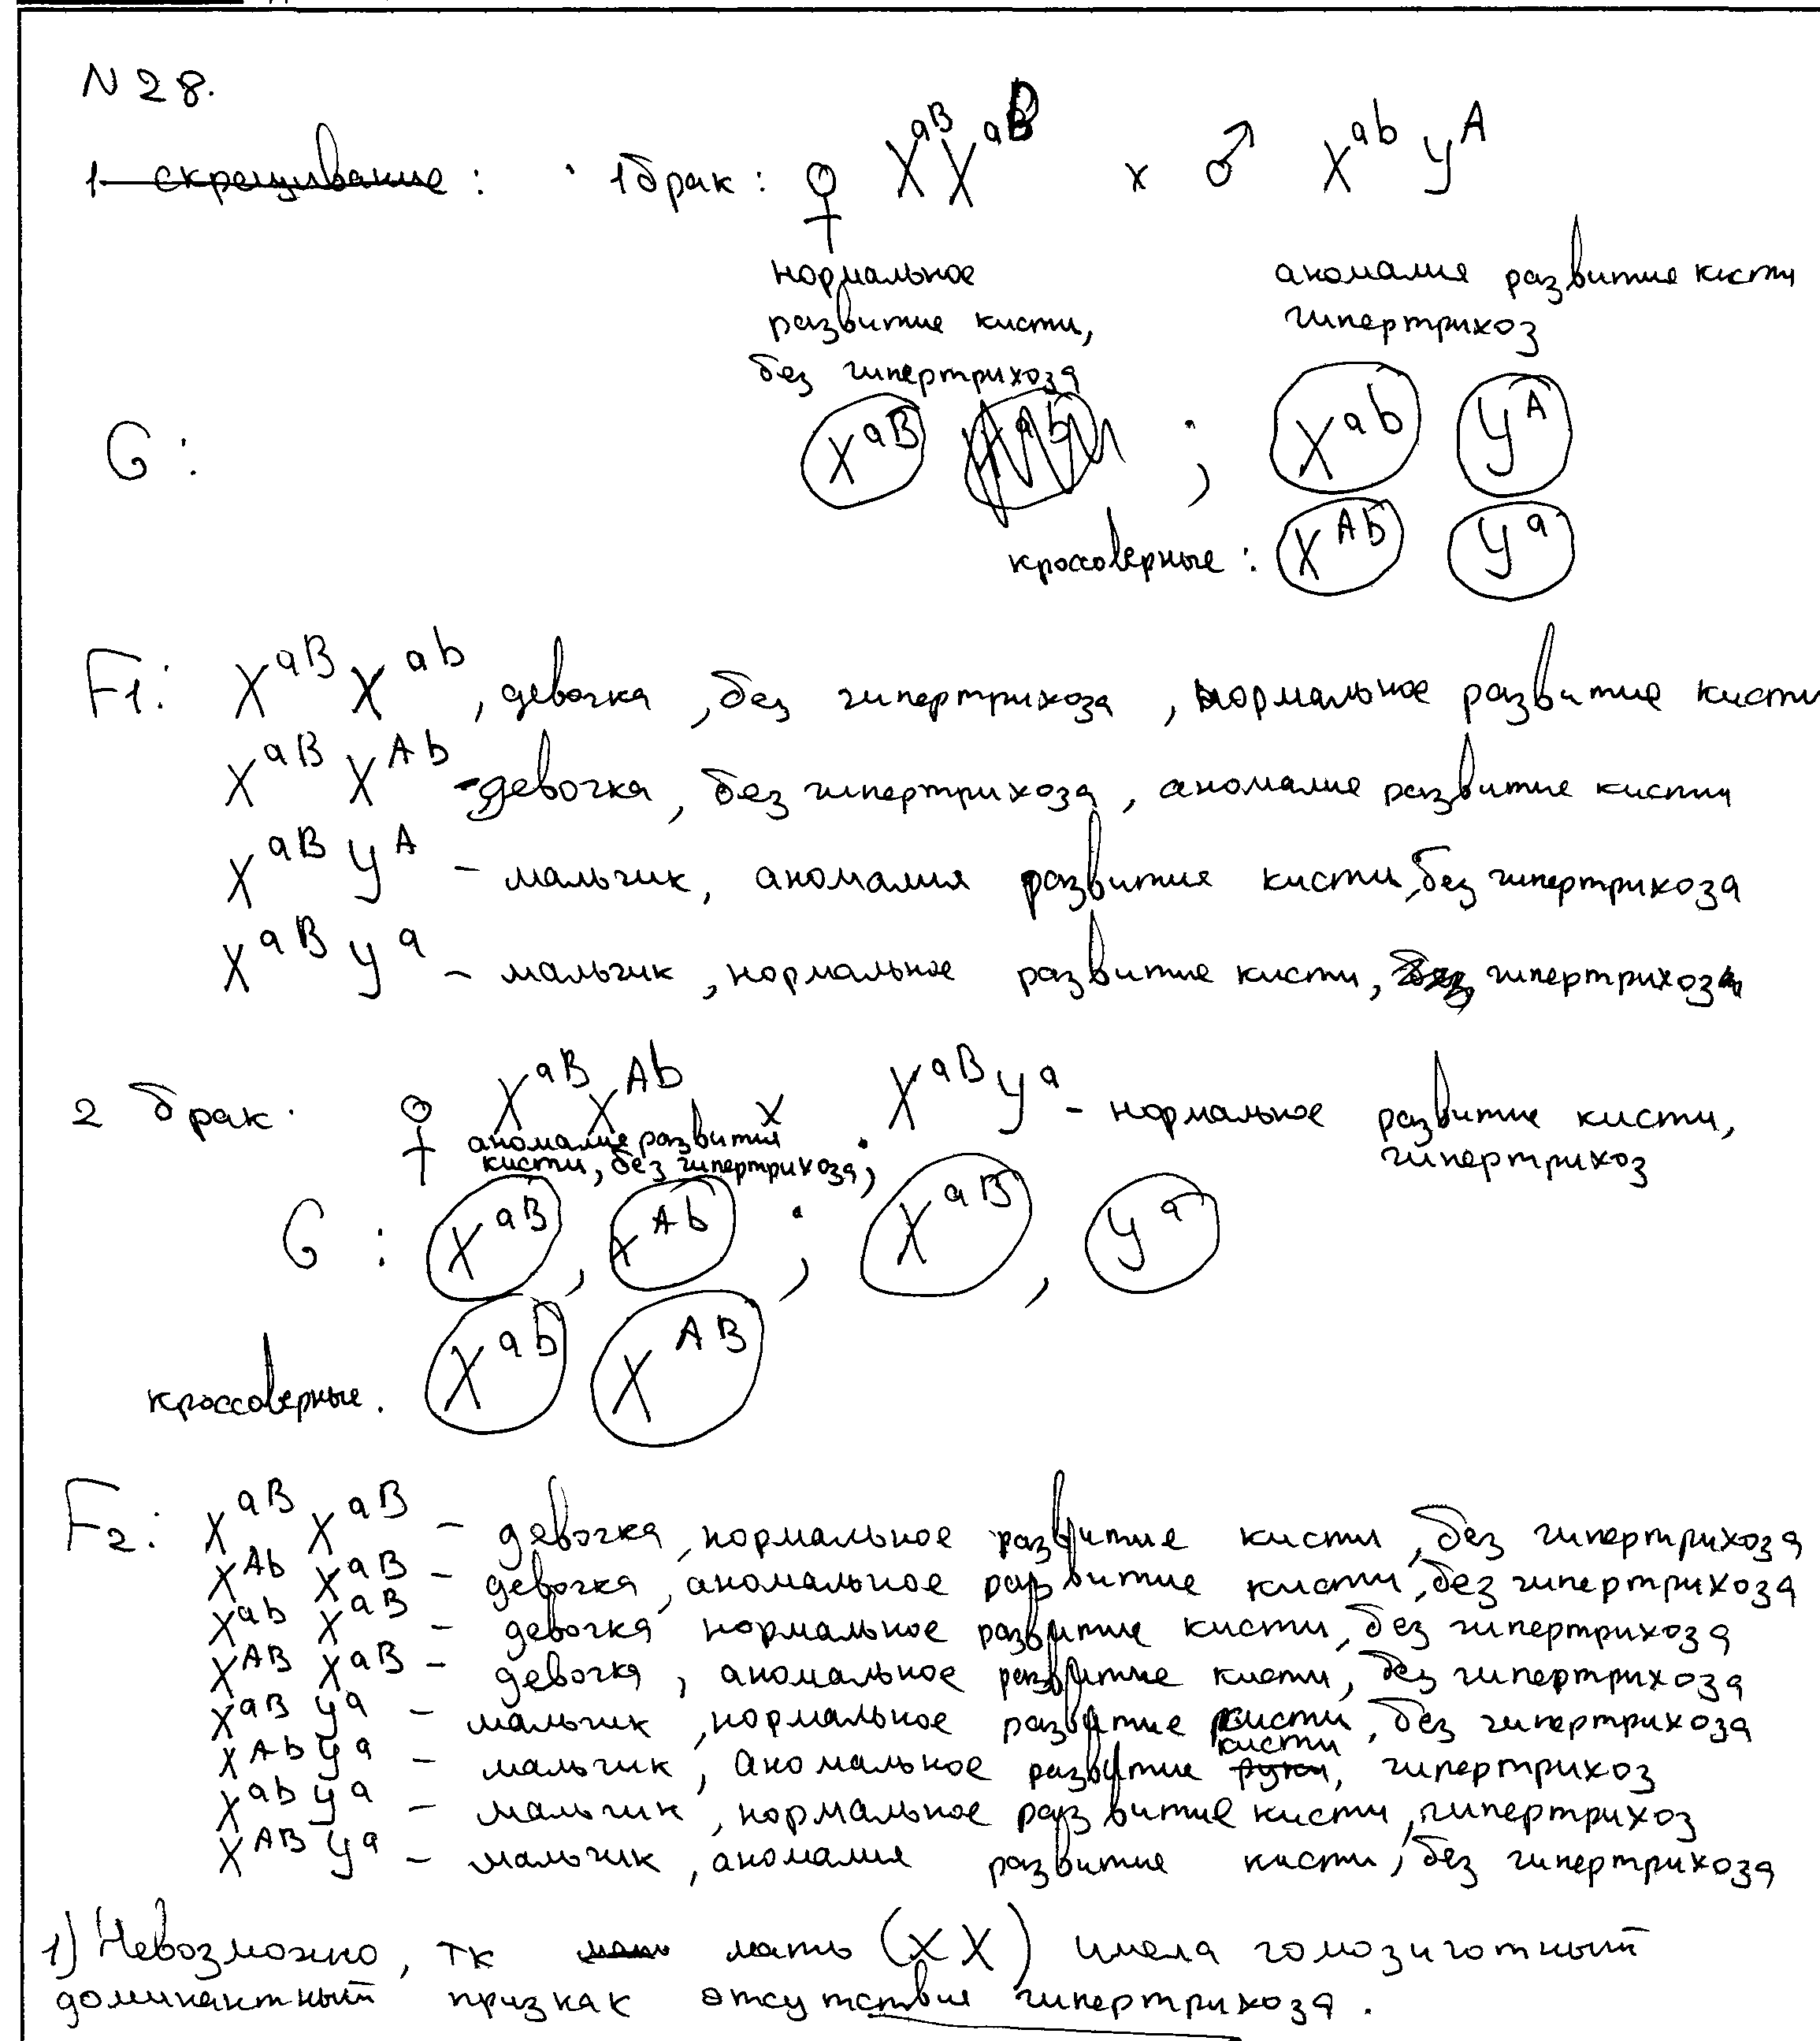 N 28.
1 скрещивание : 1 брак : ♀ X^aB X^aB x ♂ X^ab Y^A
нормальное аномалия развитие кисти
развитие кисти, гипертрихоз
без гипертрихоза
G : X^aB X^ab ; X^ab Y^A
кроссоверные : X^Ab Y^a
F1: X^aB X^ab, девочка, без гипертрихоза, нормальное развитие кисти
X^aB X^Ab - девочка, без гипертрихоза, аномалие развитие кисти
X^aB Y^A - мальчик, аномалия развития кисти, без гипертрихоза
X^aB Y^a - мальчик, нормальное развитие кисти, без гипертрихоза
2 брак. ♀ X^aB X^Ab x X^aB Y^a - нормальное развитие кисти,
аномалие развития гипертрихоз
кисти, без гипертрихоза;
G : X^aB, X^Ab ; X^aB, Y^a
кроссоверные. X^ab X^AB
F2: X^aB X^aB - девочка, нормальное развитие кисти, без гипертрихоза
X^Ab X^aB - девочка, аномальное развитие кисти, без гипертрихоза
X^ab X^aB - девочка нормальное развитие кисти, без гипертрихоза
X^AB X^aB - девочка, аномальное развитие кисти, без гипертрихоза
X^aB Y^a - мальчик, нормальное развитие кисти, без гипертрихоза
X^Ab Y^a - мальчик, аномальное развитие руки кисти, гипертрихоз
X^ab Y^a - мальчик, нормальное развитие кисти, гипертрихоз
X^AB Y^a - мальчик, аномалия развитие кисти, без гипертрихоза
1) Невозможно, тк мать мать (XX) имела гомозиготный
доминантный признак отсутствия гипертрихоза.